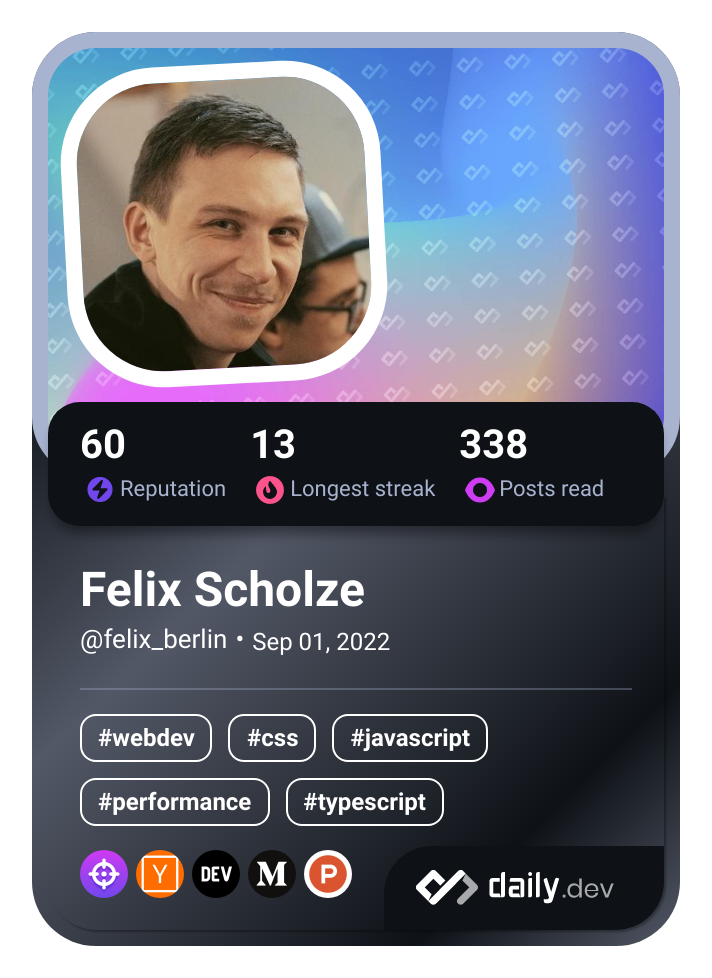 60 13 338
Reputation Longest streak Posts read
Felix Scholze
@felix_berlin • Sep 01, 2022
#webdev #css #javascript
#performance #typescript
Y DEV M P daily.dev